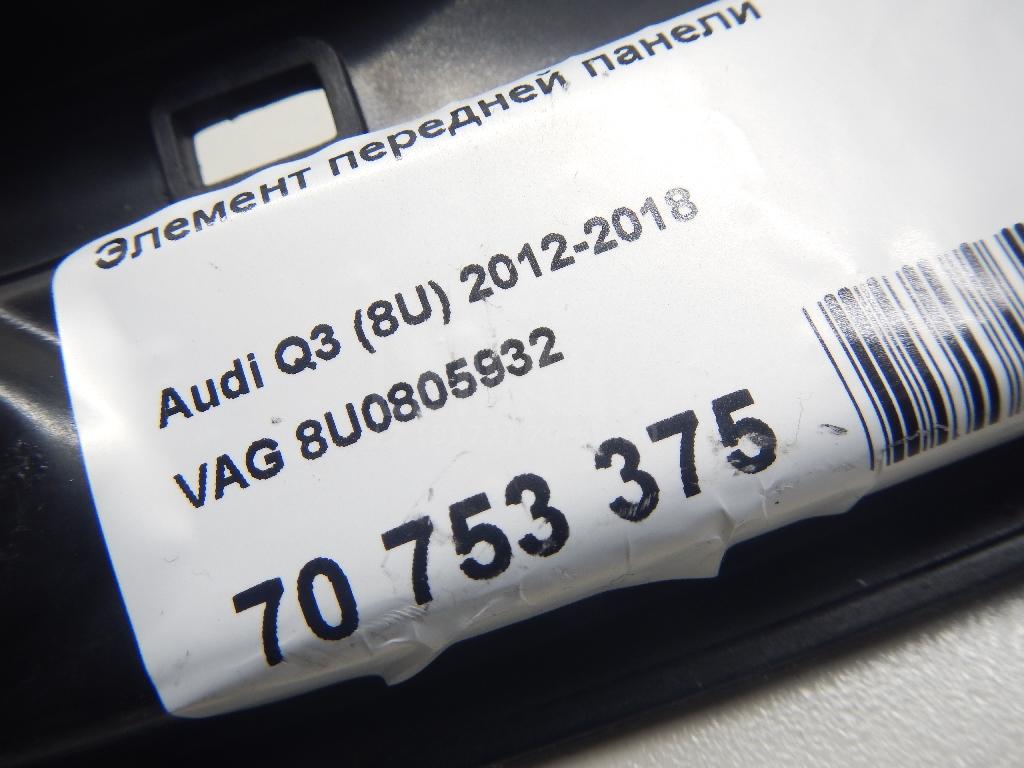 Элемент передней панели
Audi Q3 (8U) 2012-2018
VAG 8U0805932
70 753 375